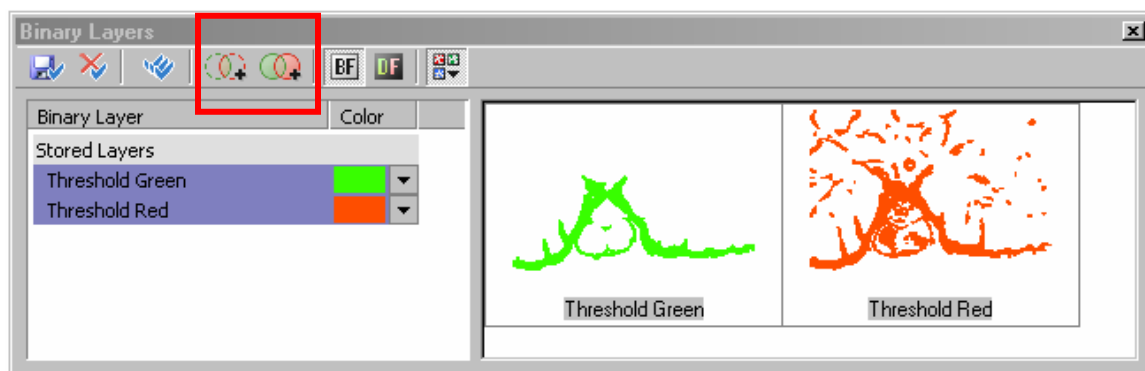 Binary Layers
BF DF
Binary Layer Color
Stored Layers
Threshold Green
Threshold Red
Threshold Green Threshold Red